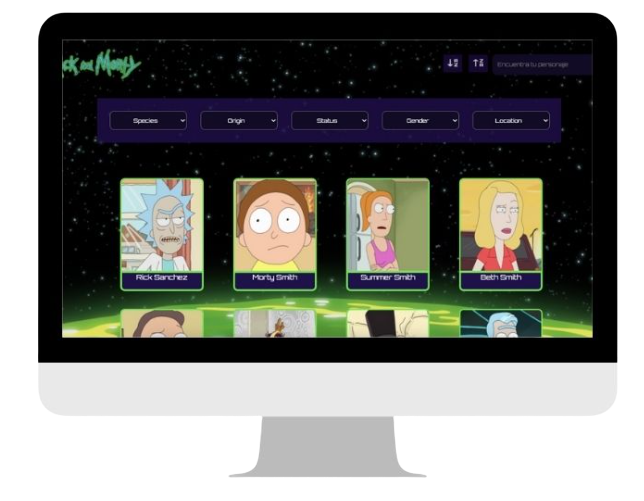 ck and Morty
Encuentra tu personaje
Species
Origin
Status
Gender
Location
Rick Sanchez
Morty Smith
Summer Smith
Beth Smith